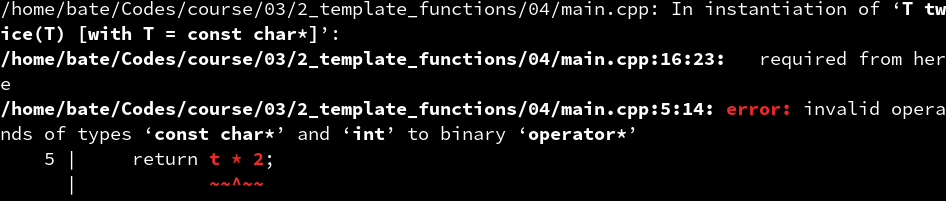 /home/bate/Codes/course/03/2_template_functions/04/main.cpp: In instantiation of ‘T tw
ice(T) [with T = const char*]’:
/home/bate/Codes/course/03/2_template_functions/04/main.cpp:16:23:   required from her
e
/home/bate/Codes/course/03/2_template_functions/04/main.cpp:5:14: error: invalid opera
nds of types ‘const char*’ and ‘int’ to binary ‘operator*’
    5 |     return t * 2;
      |            ~~^~~